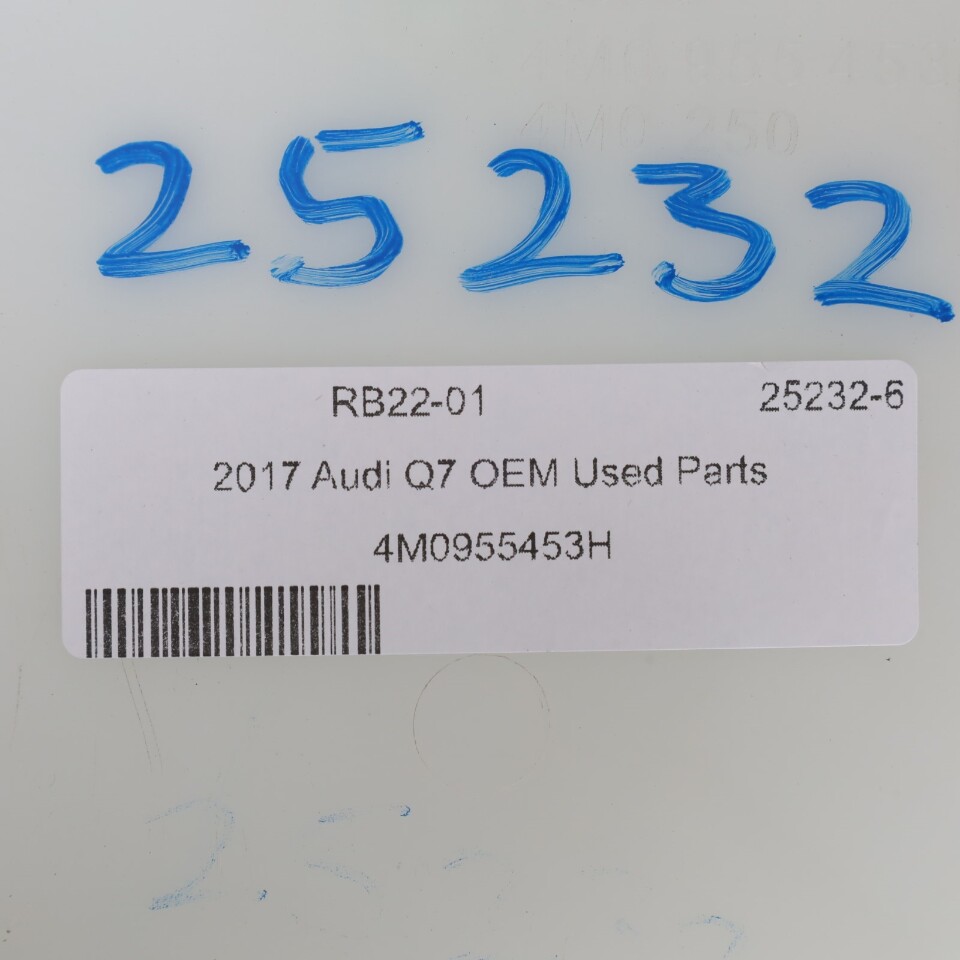 25232
RB22-01 25232-6
2017 Audi Q7 OEM Used Parts
4M0955453H